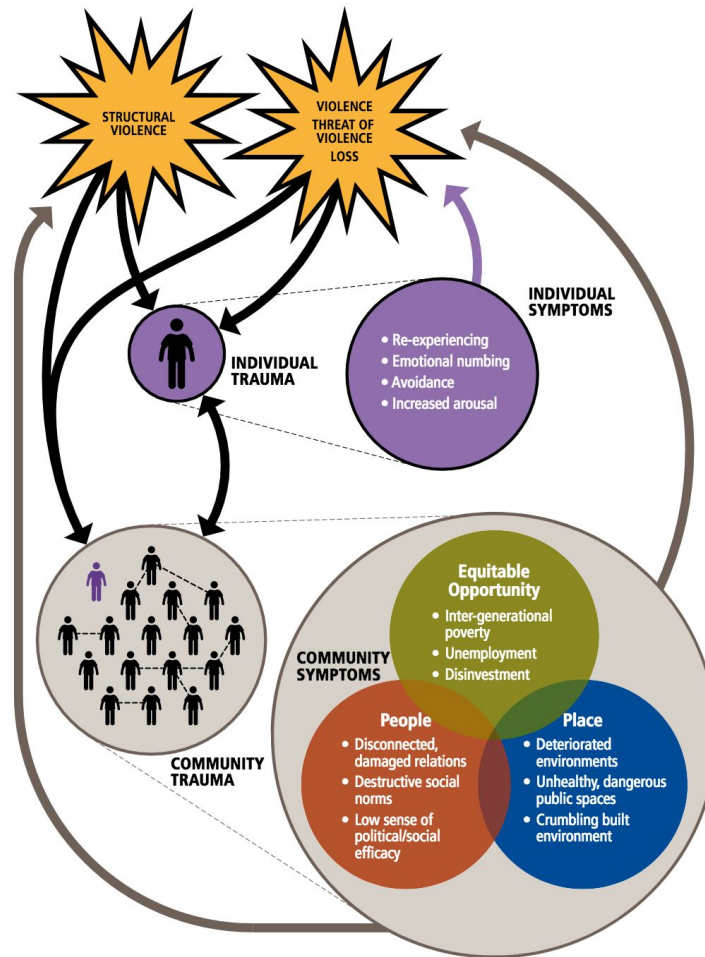 STRUCTURAL
VIOLENCE
VIOLENCE
THREAT OF
VIOLENCE
LOSS
INDIVIDUAL
TRAUMA
INDIVIDUAL
SYMPTOMS
• Re-experiencing
• Emotional numbing
• Avoidance
• Increased arousal
COMMUNITY
TRAUMA
COMMUNITY
SYMPTOMS
Equitable
Opportunity
• Inter-generational
poverty
• Unemployment
• Disinvestment
People
• Disconnected,
damaged relations
• Destructive social
norms
• Low sense of
political/social
efficacy
Place
• Deteriorated
environments
• Unhealthy, dangerous
public spaces
• Crumbling built
environment